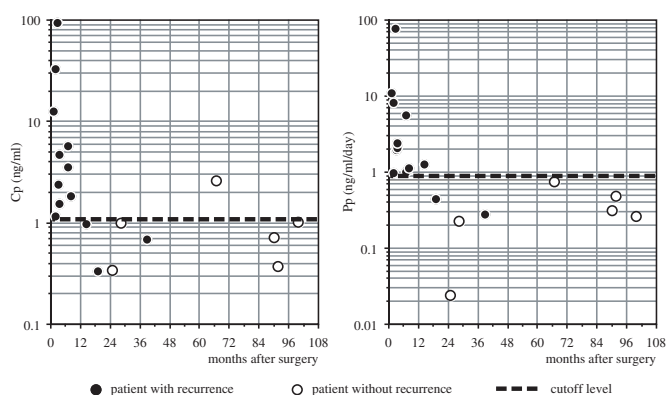 100
10
1
0.1
Cp (ng/ml)
0 12 24 36 48 60 72 84 96 108
months after surgery
100
10
1
0.1
0.01
Pp (ng/ml/day)
0 12 24 36 48 60 72 84 96 108
months after surgery
patient with recurrence patient without recurrence cutoff level